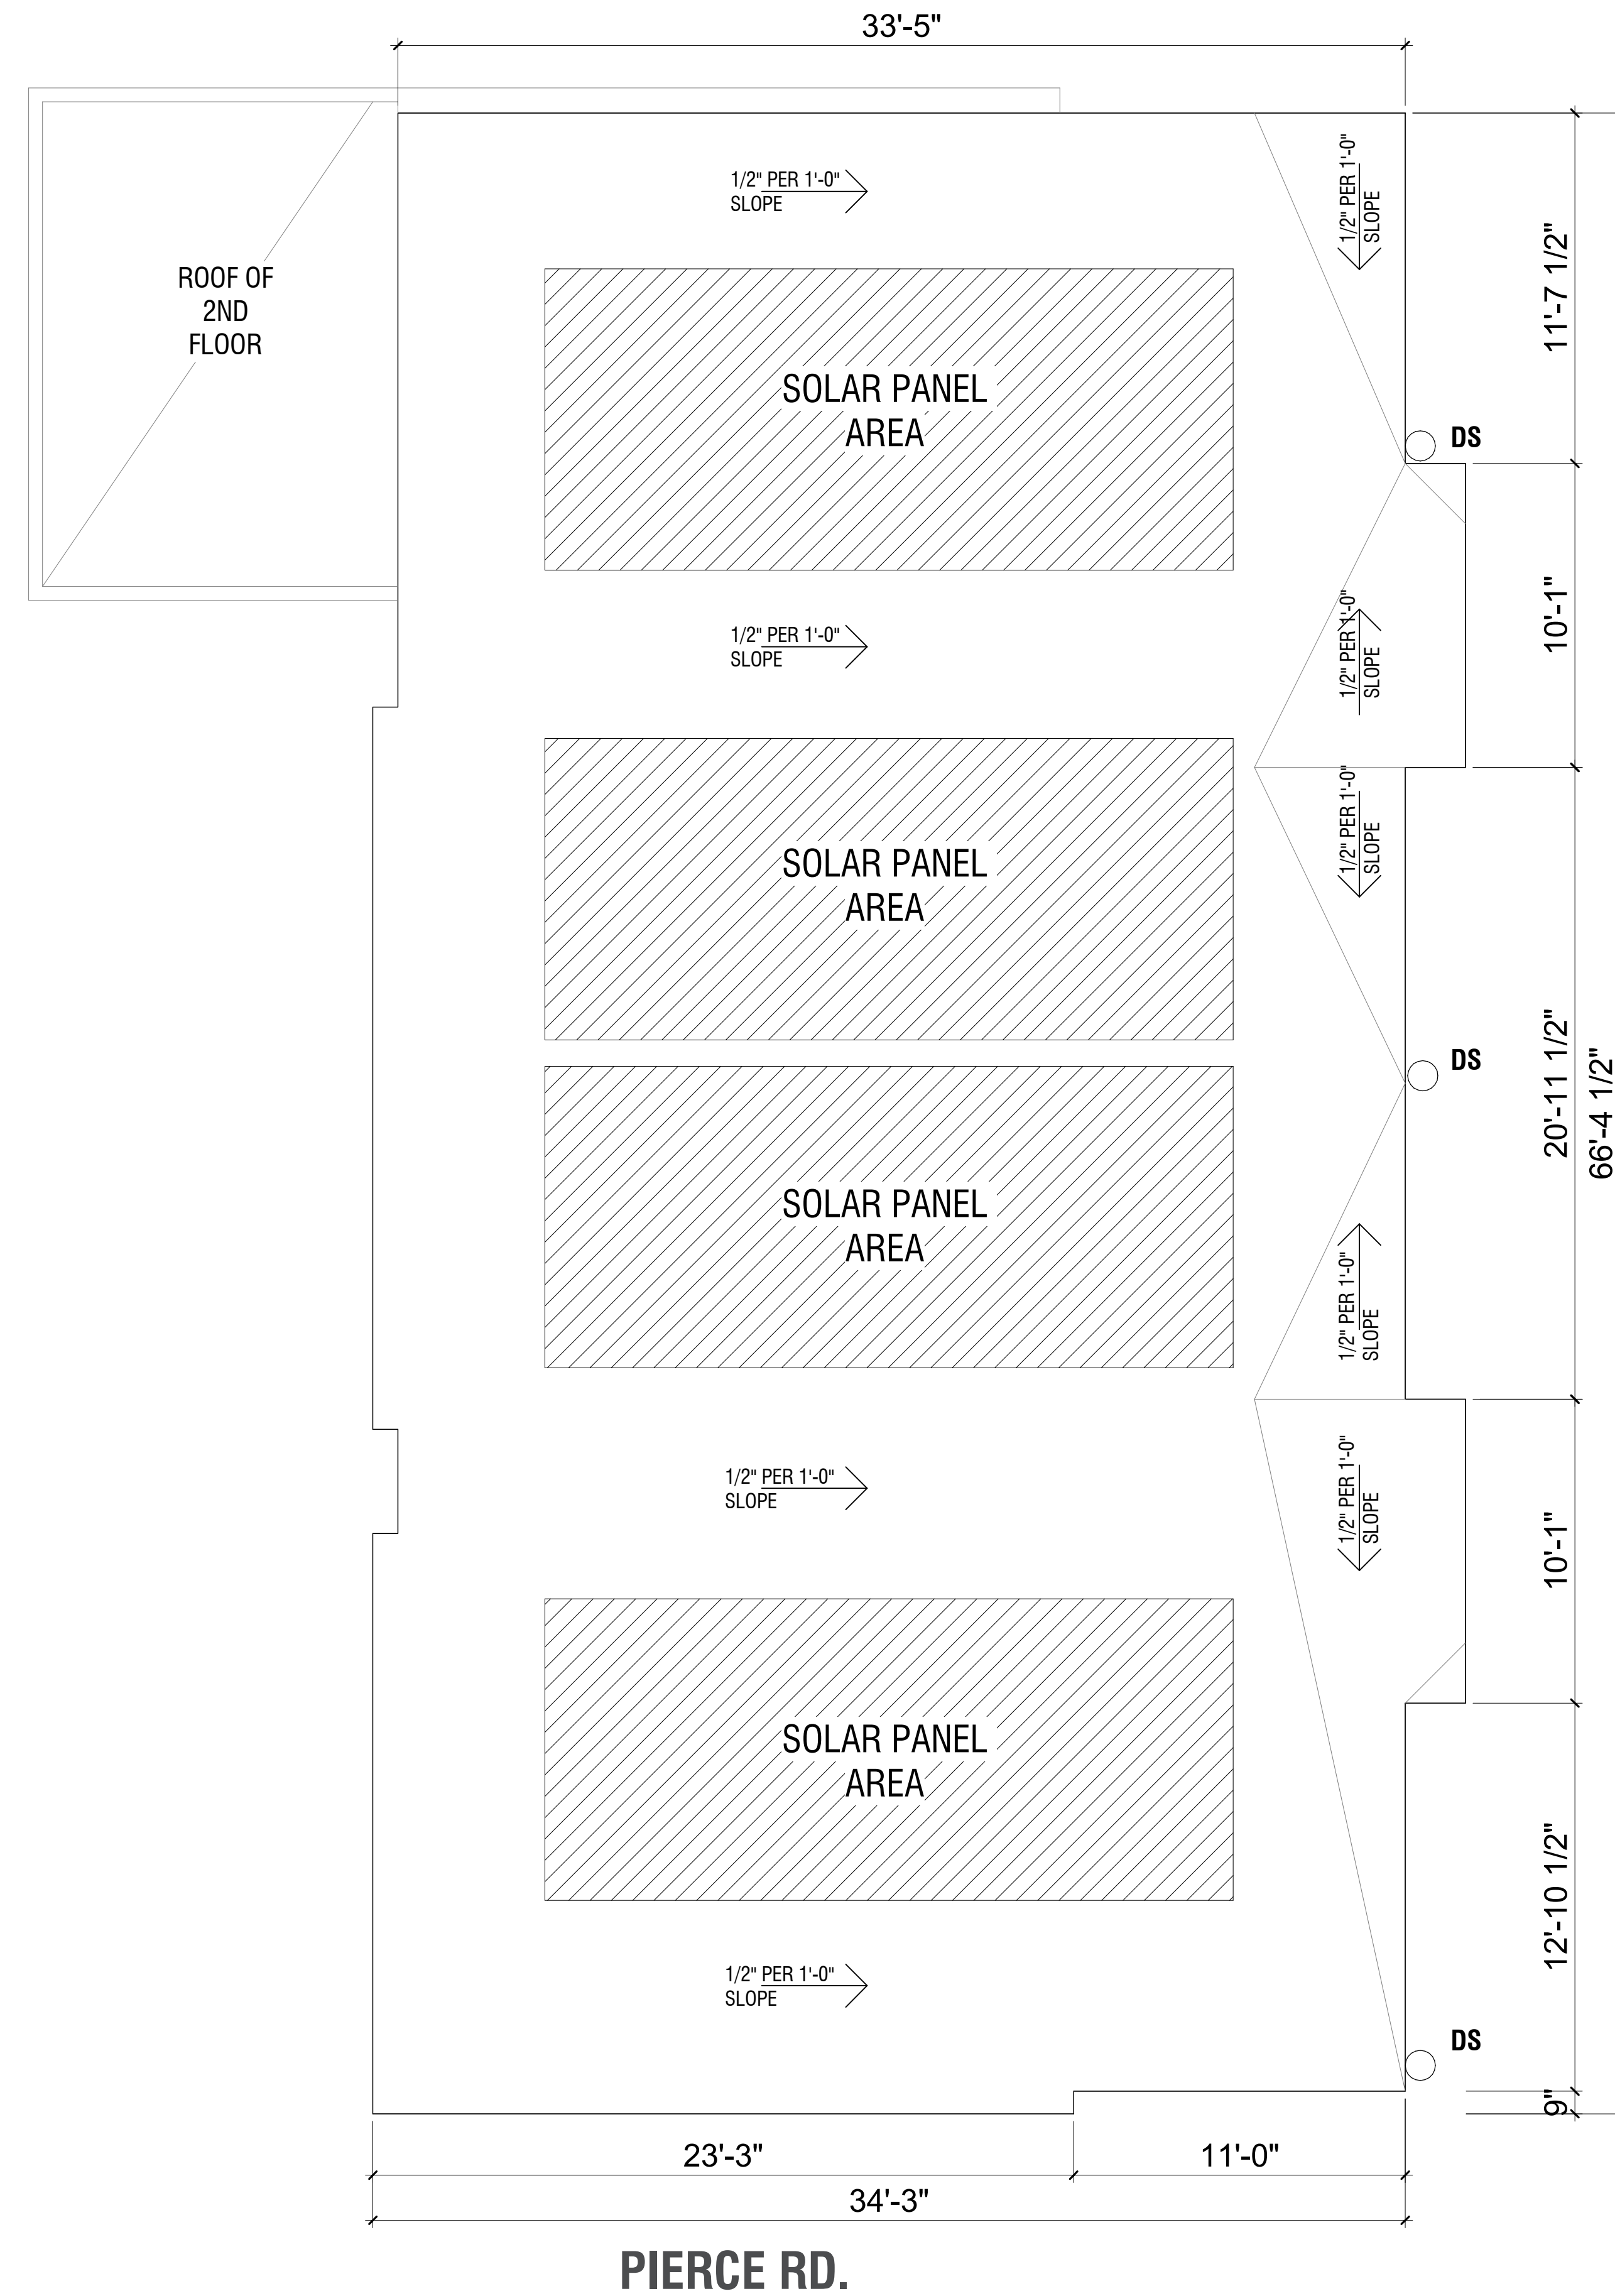 33'-5"
1/2" PER 1'-0"
SLOPE
1/2" PER 1'-0"
SLOPE
ROOF OF
2ND
FLOOR
11'-7 1/2"
SOLAR PANEL
AREA
DS
1/2" PER 1'-0"
SLOPE
1/2" PER 1'-0"
SLOPE
10'-1"
1/2" PER 1'-0"
SLOPE
SOLAR PANEL
AREA
DS
20'-11 1/2"
66'-4 1/2"
SOLAR PANEL
AREA
1/2" PER 1'-0"
SLOPE
1/2" PER 1'-0"
SLOPE
1/2" PER 1'-0"
SLOPE
10'-1"
SOLAR PANEL
AREA
12'-10 1/2"
1/2" PER 1'-0"
SLOPE
DS
9"
23'-3"
11'-0"
34'-3"
PIERCE RD.